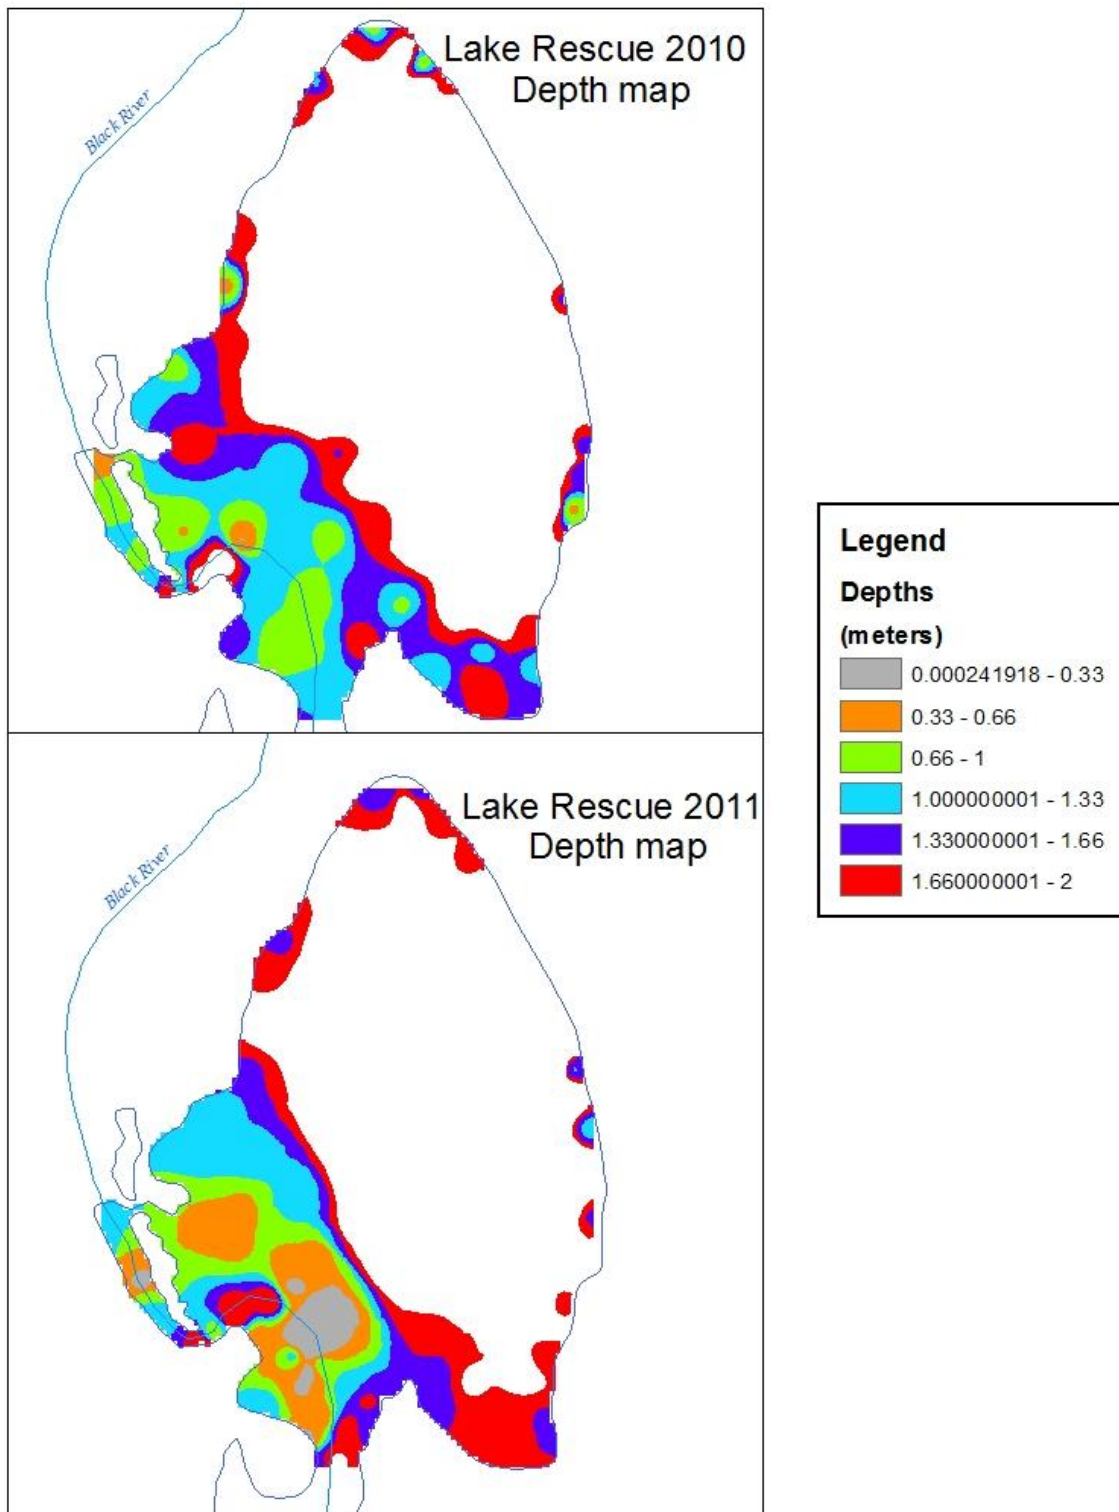 Lake Rescue 2010
Depth map
Black River
Legend
Depths
(meters)
0.000241918 - 0.33
0.33 - 0.66
0.66 - 1
1.000000001 - 1.33
1.330000001 - 1.66
1.660000001 - 2
Lake Rescue 2011
Depth map
Black River